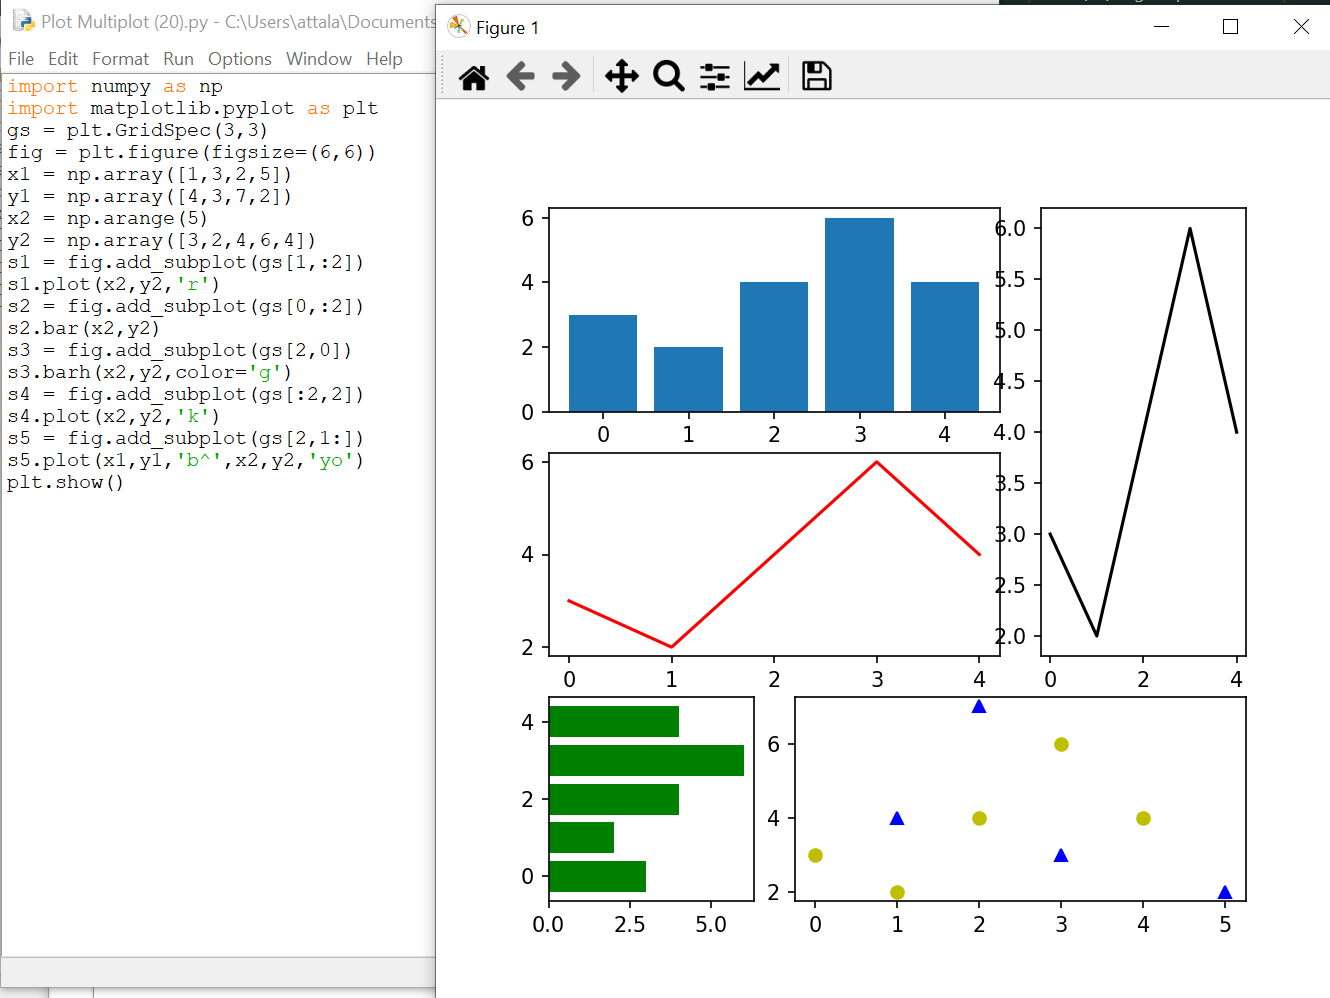 Plot Multiplot (20).py - C:\Users\attala\Documents
File Edit Format Run Options Window Help
import numpy as np
import matplotlib.pyplot as plt
gs = plt.GridSpec(3,3)
fig = plt.figure(figsize=(6,6))
x1 = np.array([1,3,2,5])
y1 = np.array([4,3,7,2])
x2 = np.arange(5)
y2 = np.array([3,2,4,6,4])
s1 = fig.add_subplot(gs[1,:2])
s1.plot(x2,y2,'r')
s2 = fig.add_subplot(gs[0,:2])
s2.bar(x2,y2)
s3 = fig.add_subplot(gs[2,0])
s3.barh(x2,y2,color='g')
s4 = fig.add_subplot(gs[:2,2])
s4.plot(x2,y2,'k')
s5 = fig.add_subplot(gs[2,1:])
s5.plot(x1,y1,'b^',x2,y2,'yo')
plt.show()
Figure 1
6
4
2
0
0 1 2 3 4
6.0
5.5
5.0
4.5
4.0
3.5
3.0
2.5
2.0
0 2 4
6
4
2
0 1 2 3 4
4
2
0
0.0 2.5 5.0
6
4
2
0 1 2 3 4 5